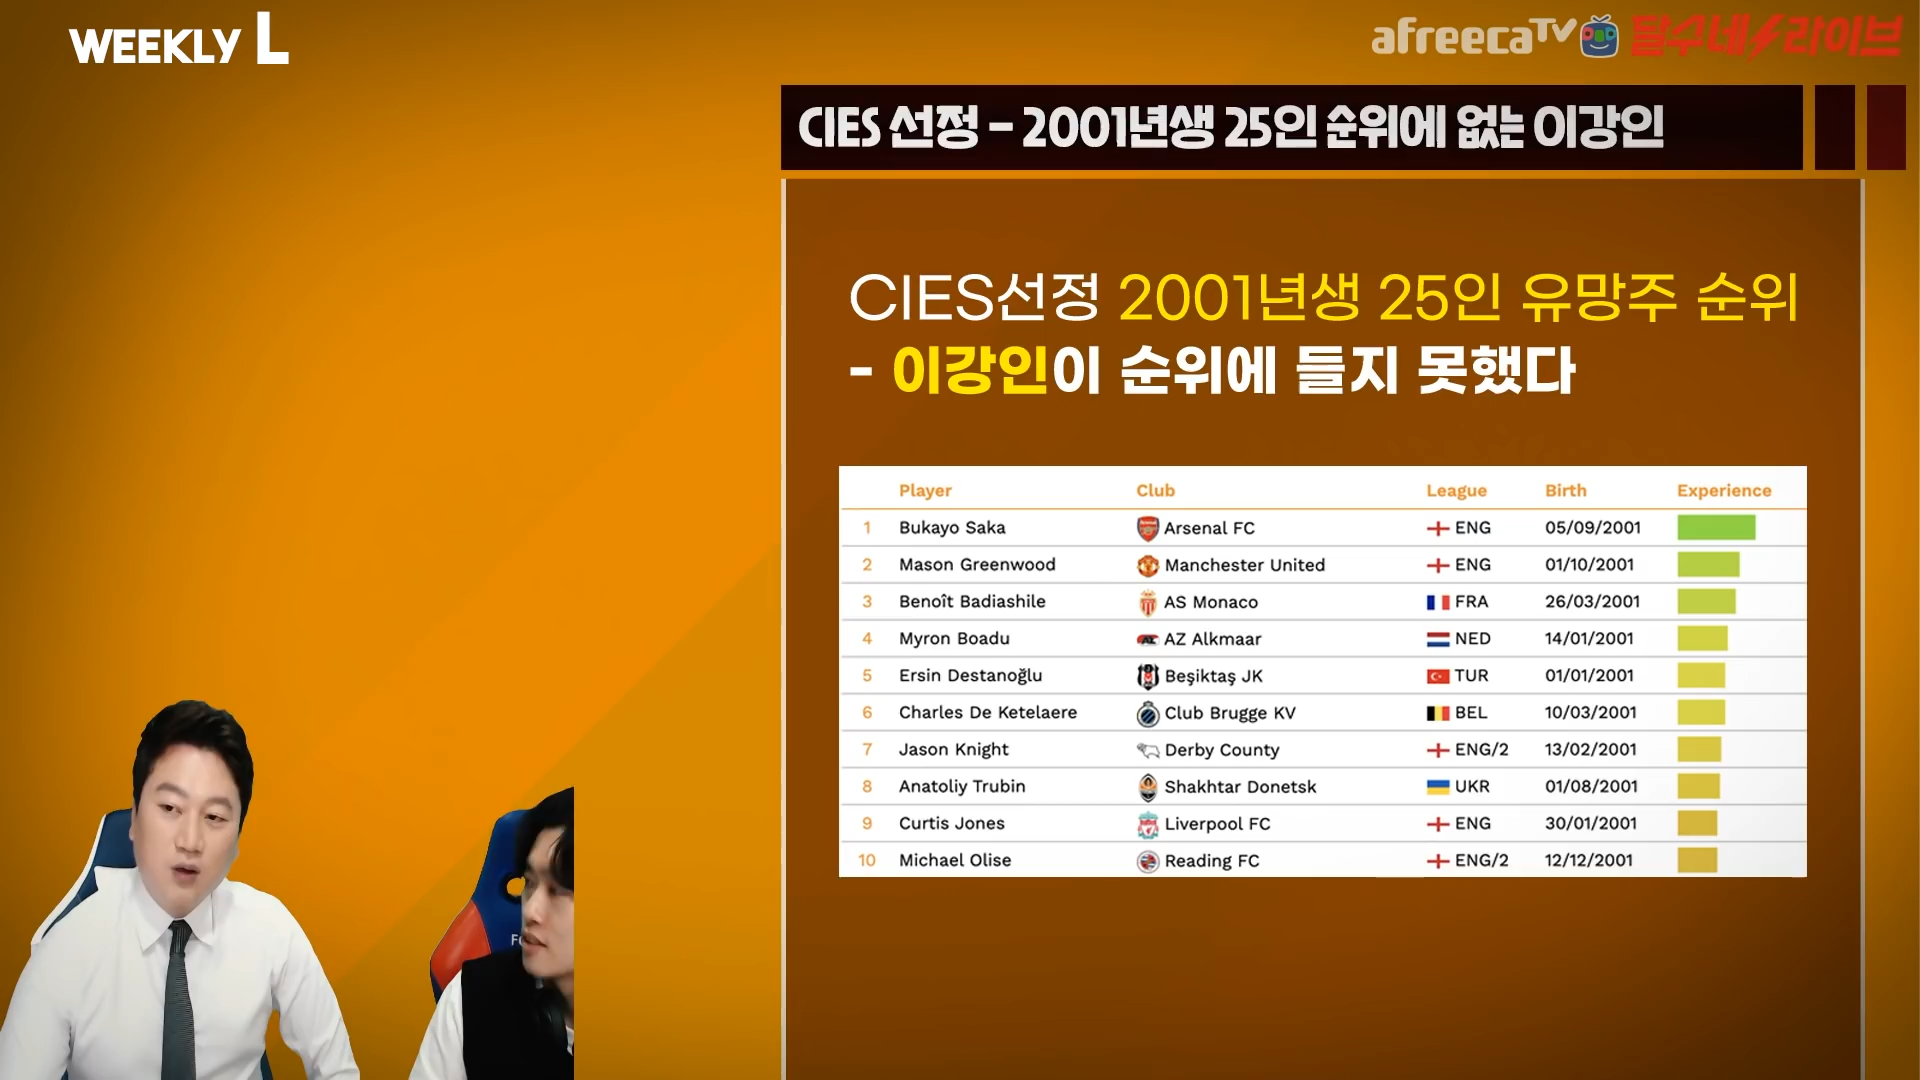 WEEKLY L
afreecaTV 달수네라이브
CIES 선정 - 2001년생 25인 순위에 없는 이강인
CIES선정 2001년생 25인 유망주 순위
- 이강인이 순위에 들지 못했다
Player Club League Birth Experience
1 Bukayo Saka Arsenal FC ENG 05/09/2001
2 Mason Greenwood Manchester United ENG 01/10/2001
3 Benoît Badiashile AS Monaco FRA 26/03/2001
4 Myron Boadu AZ Alkmaar NED 14/01/2001
5 Ersin Destanoğlu Beşiktaş JK TUR 01/01/2001
6 Charles De Ketelaere Club Brugge KV BEL 10/03/2001
7 Jason Knight Derby County ENG/2 13/02/2001
8 Anatoliy Trubin Shakhtar Donetsk UKR 01/08/2001
9 Curtis Jones Liverpool FC ENG 30/01/2001
10 Michael Olise Reading FC ENG/2 12/12/2001